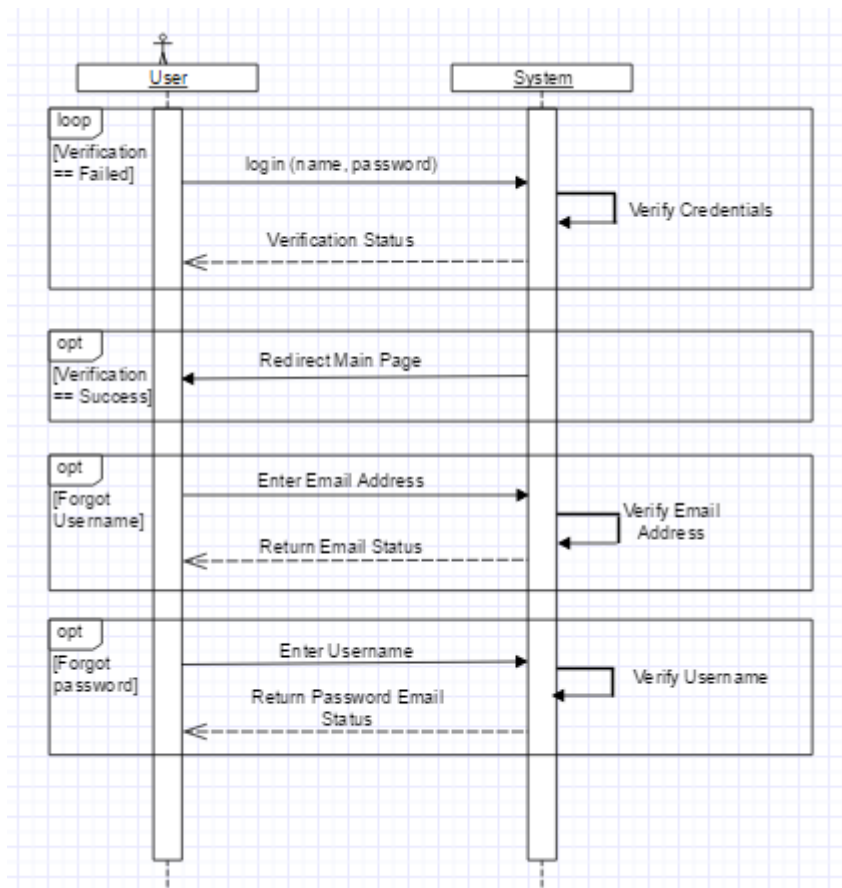 User
System
loop
[Verification
== Failed]
login (name, password)
Verify Credentials
Verification Status
opt
[Verification
== Success]
Redirect Main Page
opt
[Forgot
Username]
Enter Email Address
Verify Email
Address
Return Email Status
opt
[Forgot
password]
Enter Username
Verify Username
Return Password Email
Status